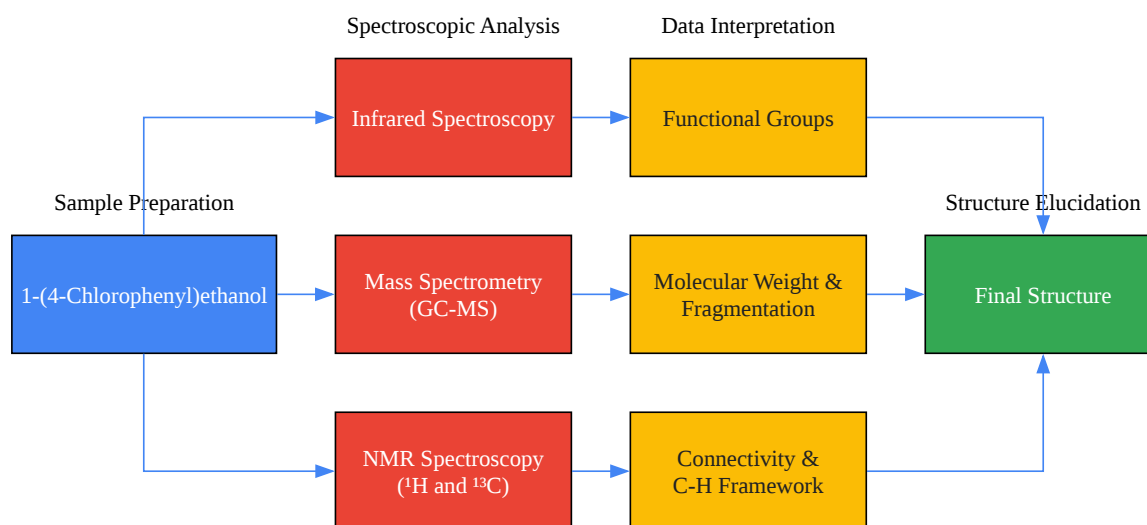 Spectroscopic Analysis
Data Interpretation
Infrared Spectroscopy
Functional Groups
Sample Preparation
Structure Elucidation
1-(4-Chlorophenyl)ethanol
Mass Spectrometry
(GC-MS)
Molecular Weight &
Fragmentation
Final Structure
NMR Spectroscopy
(¹H and ¹³C)
Connectivity &
C-H Framework